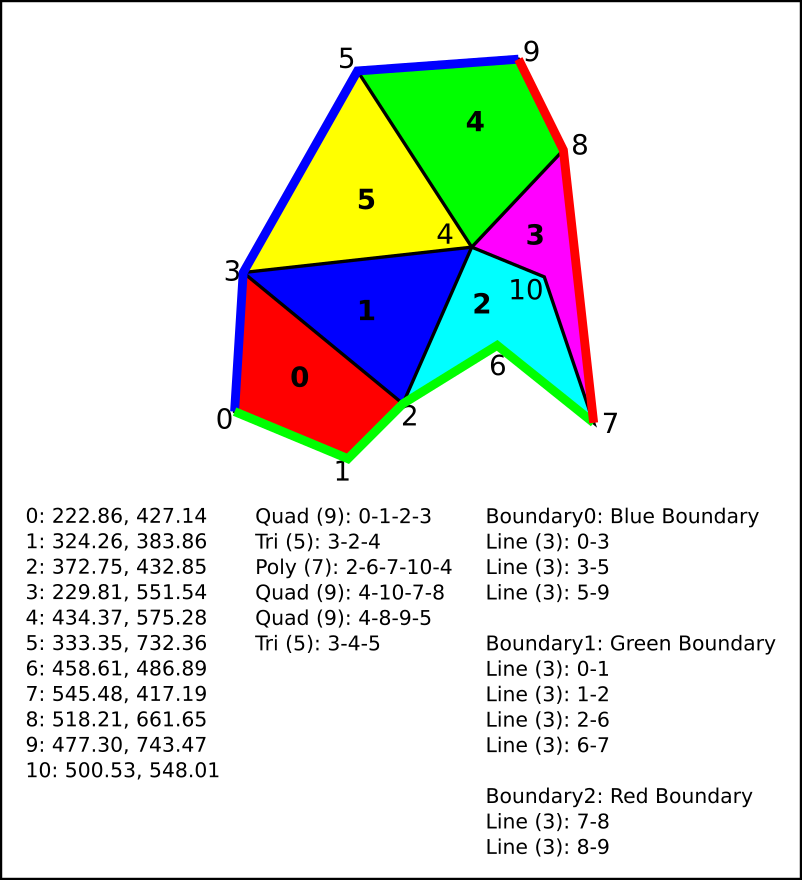 5
9
4
8
5
4
3
3
10
1
2
6
0
0
2
7
1
0: 222.86, 427.14
1: 324.26, 383.86
2: 372.75, 432.85
3: 229.81, 551.54
4: 434.37, 575.28
5: 333.35, 732.36
6: 458.61, 486.89
7: 545.48, 417.19
8: 518.21, 661.65
9: 477.30, 743.47
10: 500.53, 548.01
Quad (9): 0-1-2-3
Tri (5): 3-2-4
Poly (7): 2-6-7-10-4
Quad (9): 4-10-7-8
Quad (9): 4-8-9-5
Tri (5): 3-4-5
Boundary0: Blue Boundary
Line (3): 0-3
Line (3): 3-5
Line (3): 5-9
Boundary1: Green Boundary
Line (3): 0-1
Line (3): 1-2
Line (3): 2-6
Line (3): 6-7
Boundary2: Red Boundary
Line (3): 7-8
Line (3): 8-9